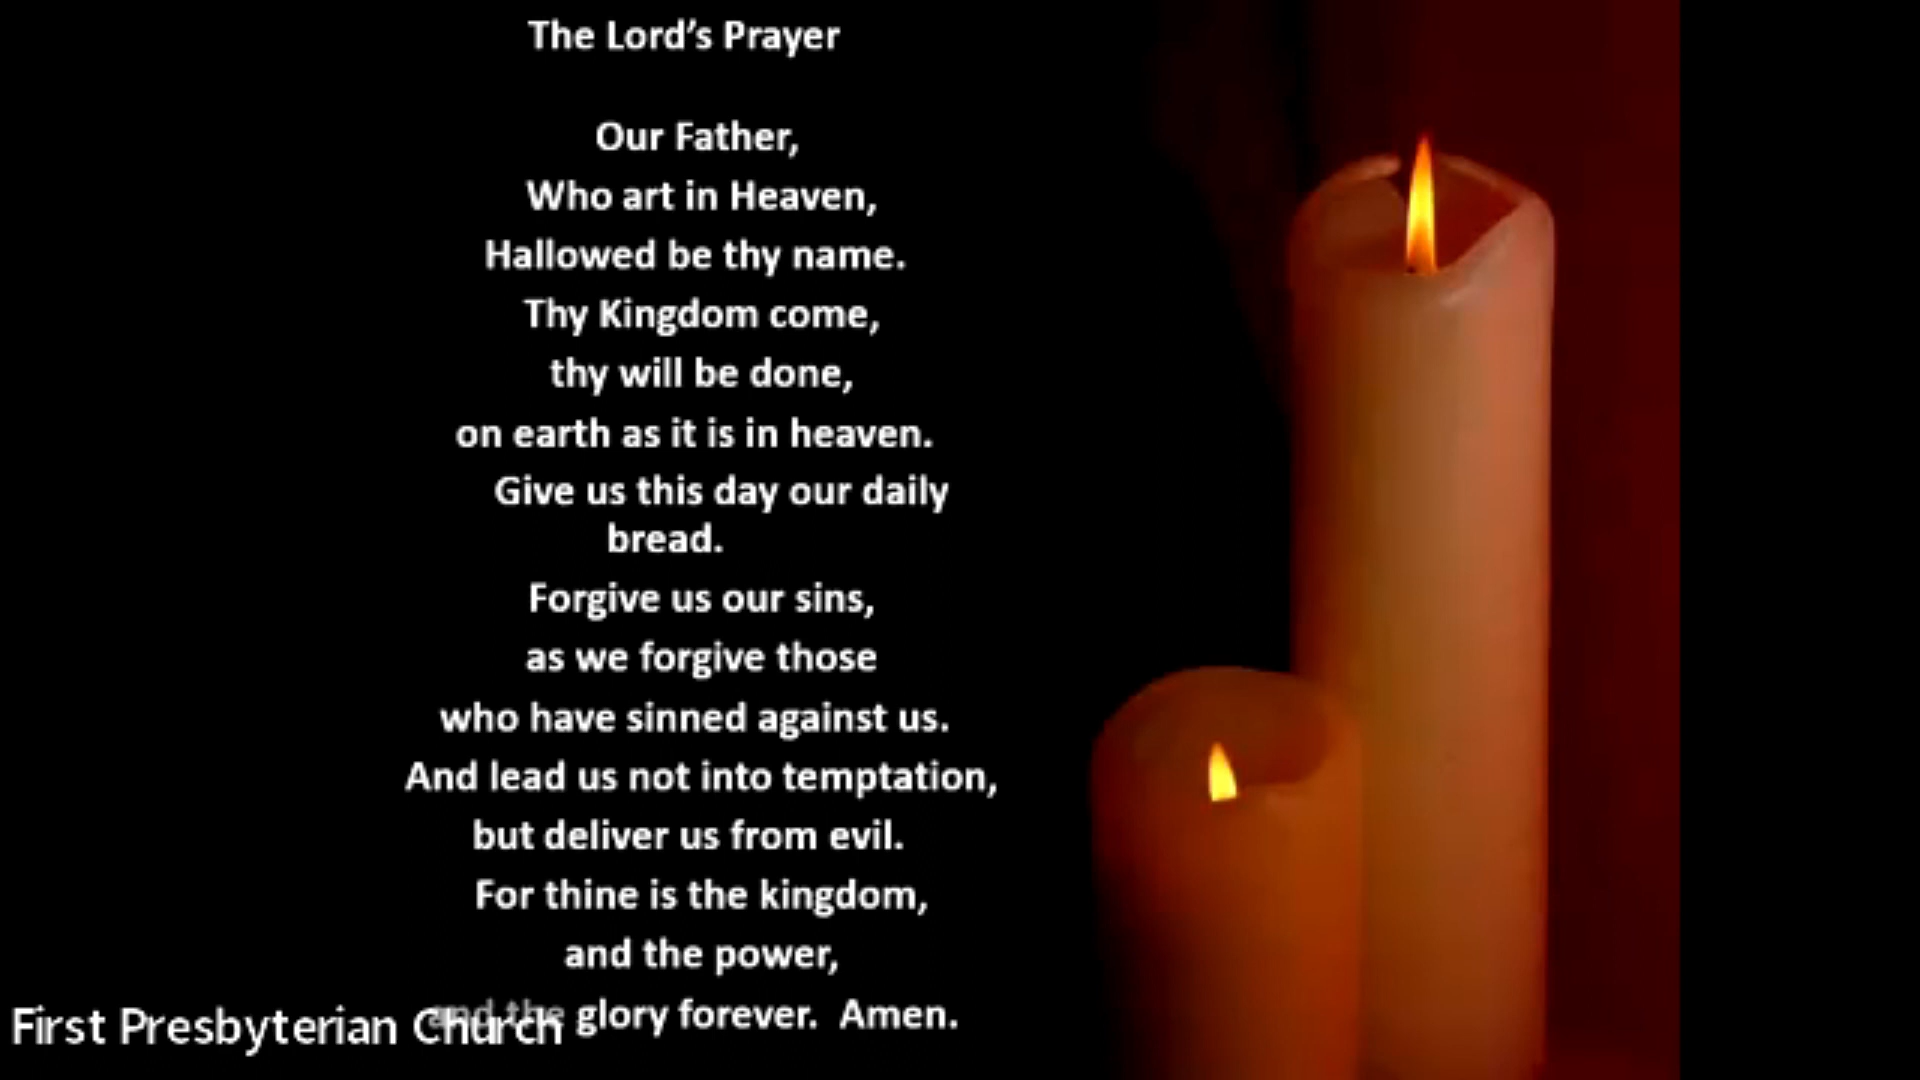 The Lord’s Prayer
Our Father,
Who art in Heaven,
Hallowed be thy name.
Thy Kingdom come,
thy will be done,
on earth as it is in heaven.
Give us this day our daily
bread.
Forgive us our sins,
as we forgive those
who have sinned against us.
And lead us not into temptation,
but deliver us from evil.
For thine is the kingdom,
and the power,
and the glory forever.  Amen.
First Presbyterian Church